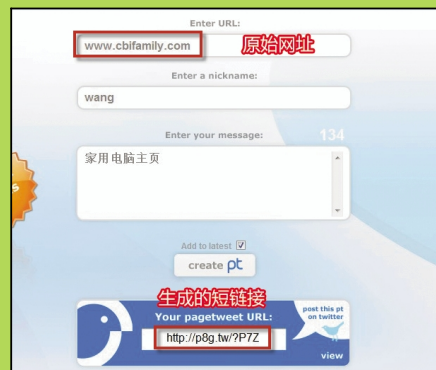 Enter URL:
www.cbifamily.com 原始网址
Enter a nickname:
wang
Enter your message: 134
家用电脑主页
s
Add to latest
create pt
生成的短链接
Your pagetweet URL:
post this pt
on twitter
http://p8g.tw/?P7Z
view